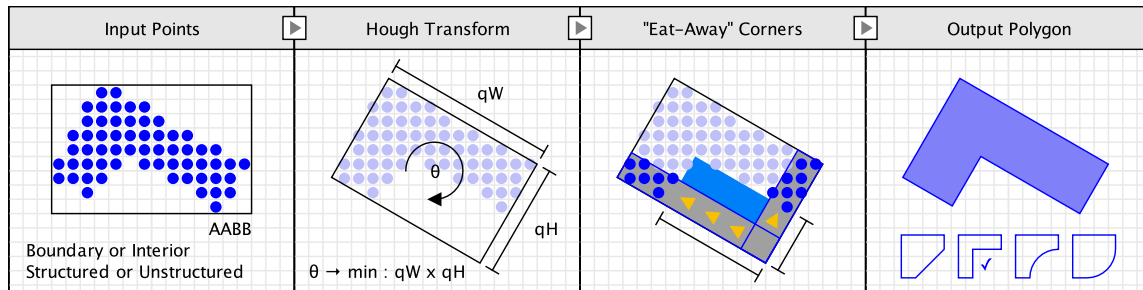 Input Points
Hough Transform
"Eat-Away" Corners
Output Polygon
AABB
Boundary or Interior
Structured or Unstructured
qW
θ
qH
θ → min : qW x qH